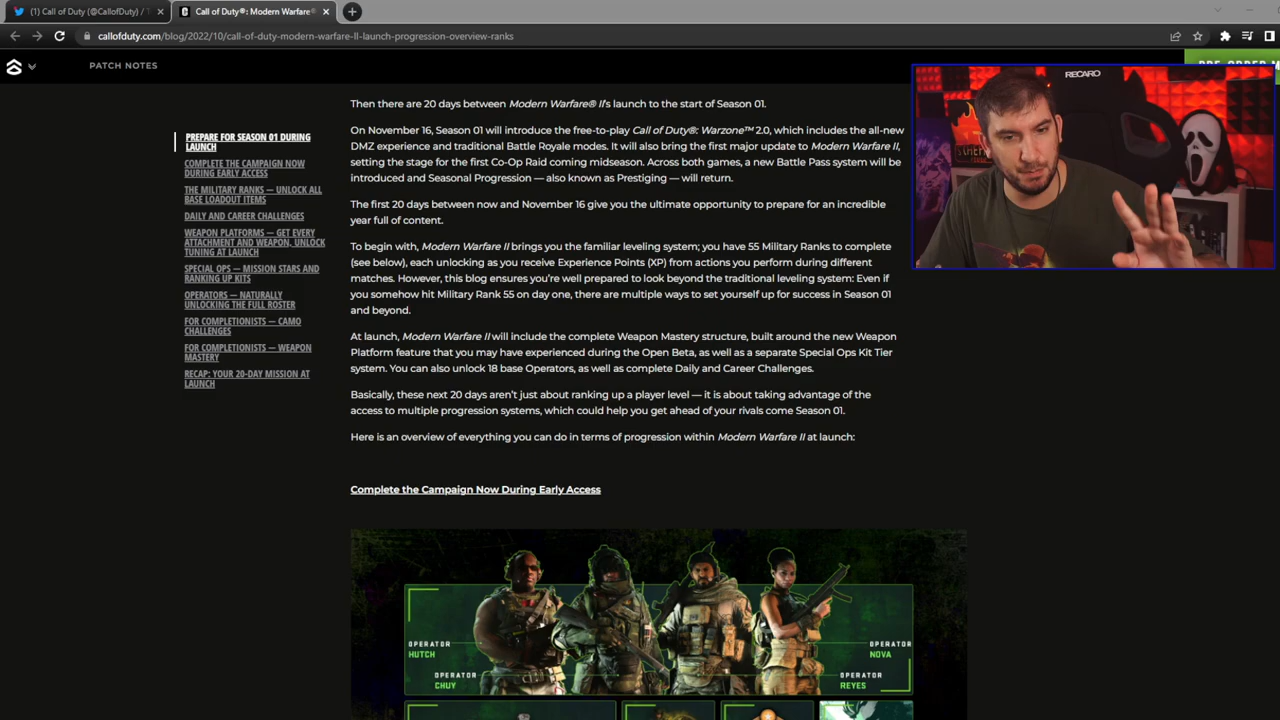 (1) Call of Duty (@CallofDuty) / T
Call of Duty®: Modern Warfare®
callofduty.com/blog/2022/10/call-of-duty-modern-warfare-II-launch-progression-overview-ranks
PATCH NOTES
RECARO
PREPARE FOR SEASON 01 DURING
LAUNCH
COMPLETE THE CAMPAIGN NOW
DURING EARLY ACCESS
THE MILITARY RANKS — UNLOCK ALL
BASE LOADOUT ITEMS
DAILY AND CAREER CHALLENGES
WEAPON PLATFORMS — GET EVERY
ATTACHMENT AND WEAPON, UNLOCK
TUNING AT LAUNCH
SPECIAL OPS — MISSION STARS AND
RANKING UP KITS
OPERATORS — NATURALLY
UNLOCKING THE FULL ROSTER
FOR COMPLETIONISTS — CAMO
CHALLENGES
FOR COMPLETIONISTS — WEAPON
MASTERY
RECAP: YOUR 20-DAY MISSION AT
LAUNCH
Then there are 20 days between Modern Warfare® II's launch to the start of Season 01.
On November 16, Season 01 will introduce the free-to-play Call of Duty®: Warzone™ 2.0, which includes the all-new
DMZ experience and traditional Battle Royale modes. It will also bring the first major update to Modern Warfare II,
setting the stage for the first Co-Op Raid coming midseason. Across both games, a new Battle Pass system will be
introduced and Seasonal Progression — also known as Prestiging — will return.
The first 20 days between now and November 16 give you the ultimate opportunity to prepare for an incredible
year full of content.
To begin with, Modern Warfare II brings you the familiar leveling system; you have 55 Military Ranks to complete
(see below), each unlocking as you receive Experience Points (XP) from actions you perform during different
matches. However, this blog ensures you're well prepared to look beyond the traditional leveling system: Even if
you somehow hit Military Rank 55 on day one, there are multiple ways to set yourself up for success in Season 01
and beyond.
At launch, Modern Warfare II will include the complete Weapon Mastery structure, built around the new Weapon
Platform feature that you may have experienced during the Open Beta, as well as a separate Special Ops Kit Tier
system. You can also unlock 18 base Operators, as well as complete Daily and Career Challenges.
Basically, these next 20 days aren't just about ranking up a player level — it is about taking advantage of the
access to multiple progression systems, which could help you get ahead of your rivals come Season 01.
Here is an overview of everything you can do in terms of progression within Modern Warfare II at launch:
Complete the Campaign Now During Early Access
OPERATOR
HUTCH
OPERATOR
CHUY
OPERATOR
NOVA
OPERATOR
REYES